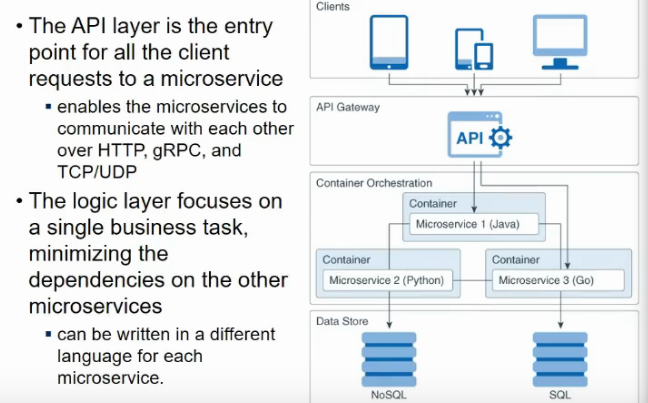 • The API layer is the entry
point for all the client
requests to a microservice
▪ enables the microservices to
communicate with each other
over HTTP, gRPC, and
TCP/UDP
• The logic layer focuses on
a single business task,
minimizing the
dependencies on the other
microservices
▪ can be written in a different
language for each
microservice.
Clients
API Gateway
API
Container Orchestration
Container
Microservice 1 (Java)
Container
Microservice 2 (Python)
Container
Microservice 3 (Go)
Data Store
NoSQL
SQL